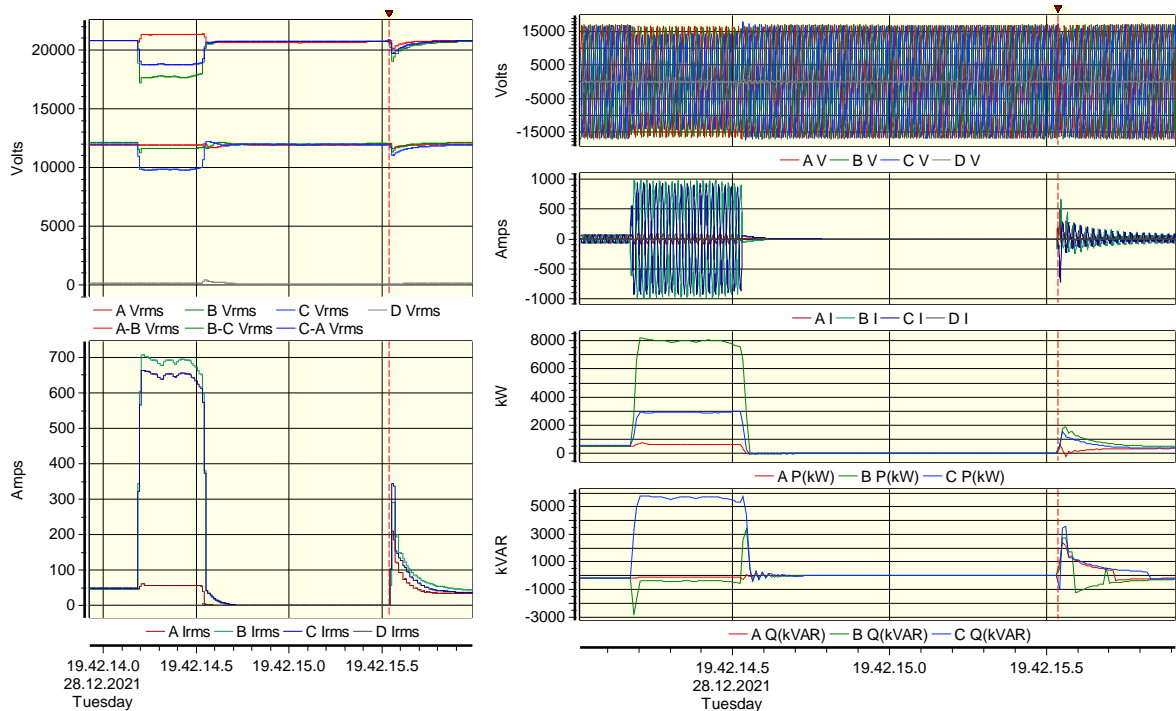 20000
15000
10000
5000
0
Volts
A Vrms B Vrms C Vrms D Vrms
A-B Vrms B-C Vrms C-A Vrms
700
600
500
400
300
200
100
0
Amps
A Irms B Irms C Irms D Irms
19.42.14.0 19.42.14.5 19.42.15.0 19.42.15.5
28.12.2021
Tuesday
15000
5000
-5000
-15000
Volts
A V B V C V D V
1000
500
0
-500
-1000
Amps
A I B I C I D I
8000
6000
4000
2000
0
kW
A P(kW) B P(kW) C P(kW)
5000
3000
1000
-1000
-3000
kVAR
A Q(kVAR) B Q(kVAR) C Q(kVAR)
19.42.14.5 19.42.15.0 19.42.15.5
28.12.2021
Tuesday